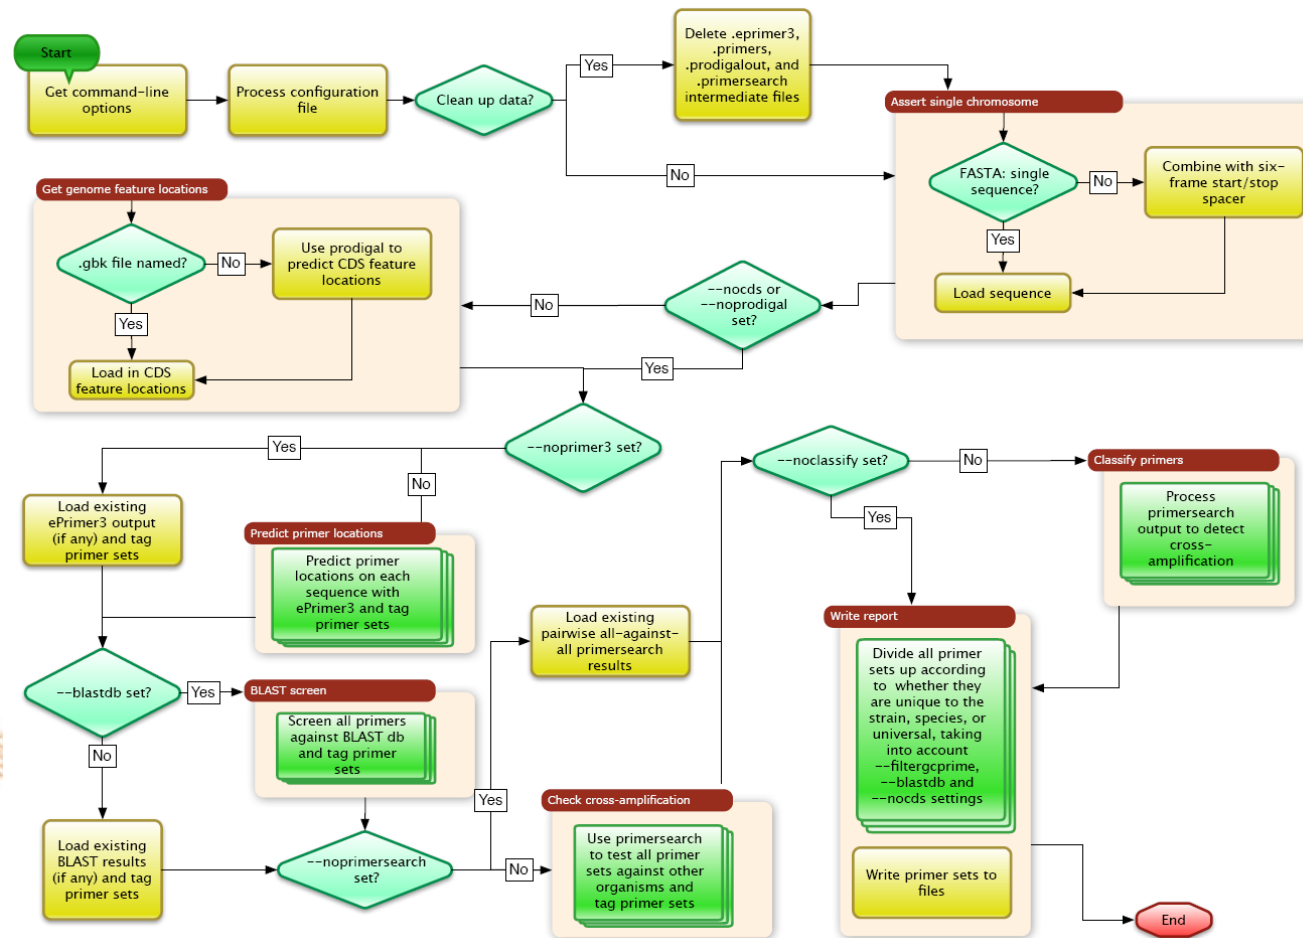 Start
Get command-line
options
Process configuration
file
Clean up data?
Yes
Delete .eprimer3,
.primers,
.prodigalout, and
.primersearch
intermediate files
No
Assert single chromosome
FASTA: single
sequence?
No
Combine with six-
frame start/stop
spacer
Yes
Load sequence
Get genome feature locations
.gbk file named?
No
Use prodigal to
predict CDS feature
locations
Yes
Load in CDS
feature locations
--nocds or
--noprodigal
set?
No
Yes
--noprimer3 set?
Yes
No
Load existing
ePrimer3 output
(if any) and tag
primer sets
Predict primer locations
Predict primer
locations on each
sequence with
ePrimer3 and tag
primer sets
--blastdb set?
Yes
No
BLAST screen
Screen all primers
against BLAST db
and tag primer
sets
Load existing
BLAST results
(if any) and tag
primer sets
--noprimersearch
set?
Yes
No
Load existing
pairwise all-against-
all primersearch
results
Check cross-amplification
Use primersearch
to test all primer
sets against other
organisms and
tag primer sets
--noclassify set?
No
Yes
Classify primers
Process
primersearch
output to detect
cross-
amplification
Write report
Divide all primer
sets up according
to whether they
are unique to the
strain, species, or
universal, taking
into account
--filtergcprime,
--blastdb and
--nocds settings
Write primer sets to
files
End